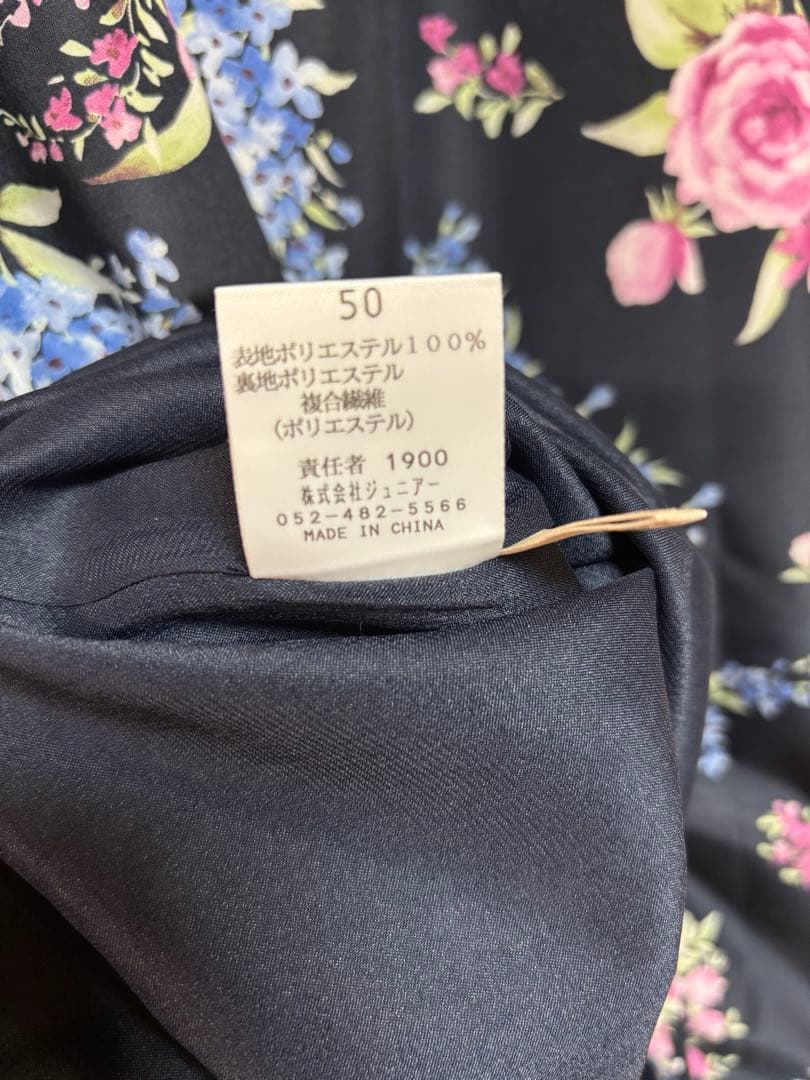 50
表地ポリエステル100%
裏地ポリエステル
複合繊維
(ポリエステル)
責任者 1900
株式会社ジュニアー
052-482-5566
MADE IN CHINA